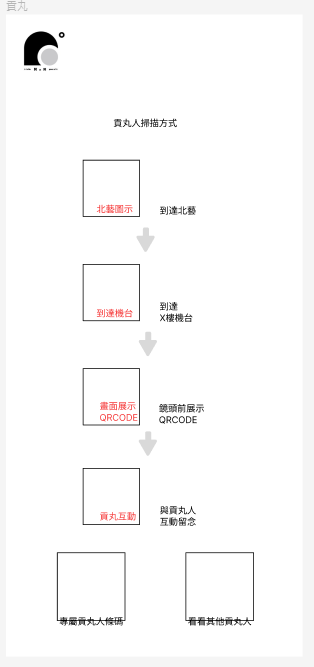 貢丸
貢丸人掃描方式
北藝圖示
到達北藝
到達機台
到達
X樓機台
畫面展示
QRCODE
鏡頭前展示
QRCODE
貢丸互動
與貢丸人
互動留念
專屬貢丸人條碼
看看其他貢丸人